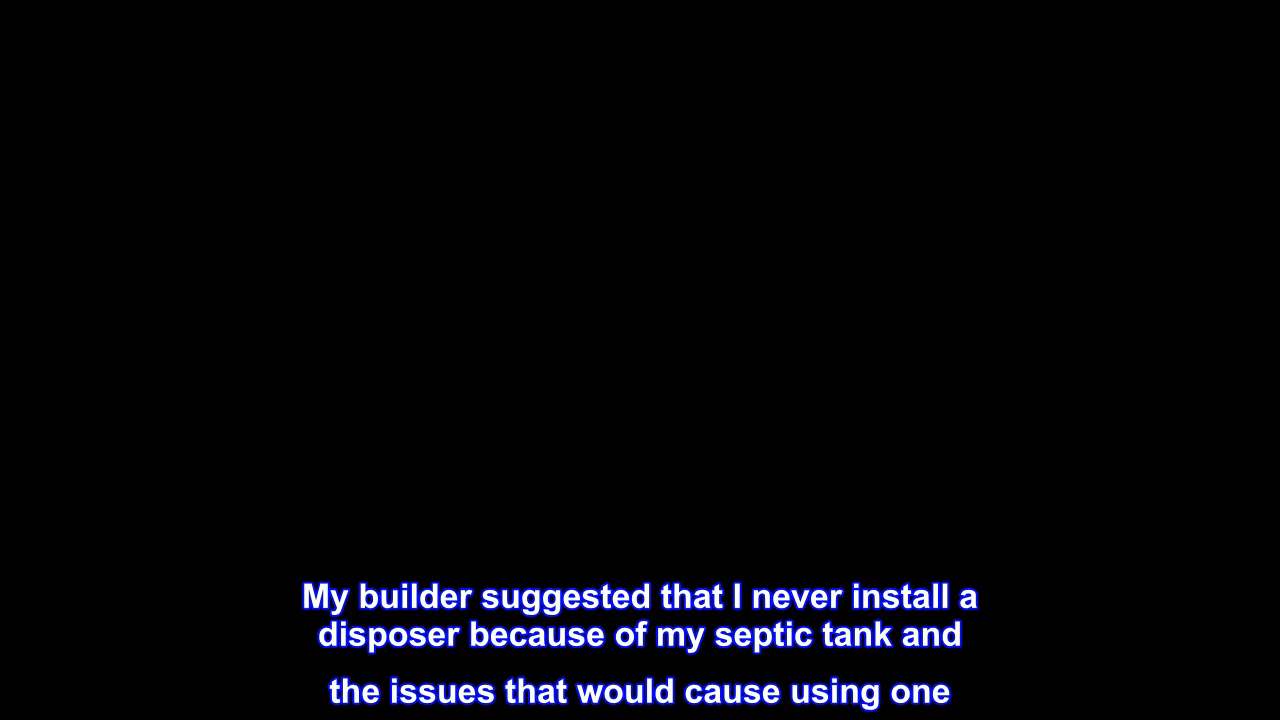 My builder suggested that I never install a
disposer because of my septic tank and
the issues that would cause using one